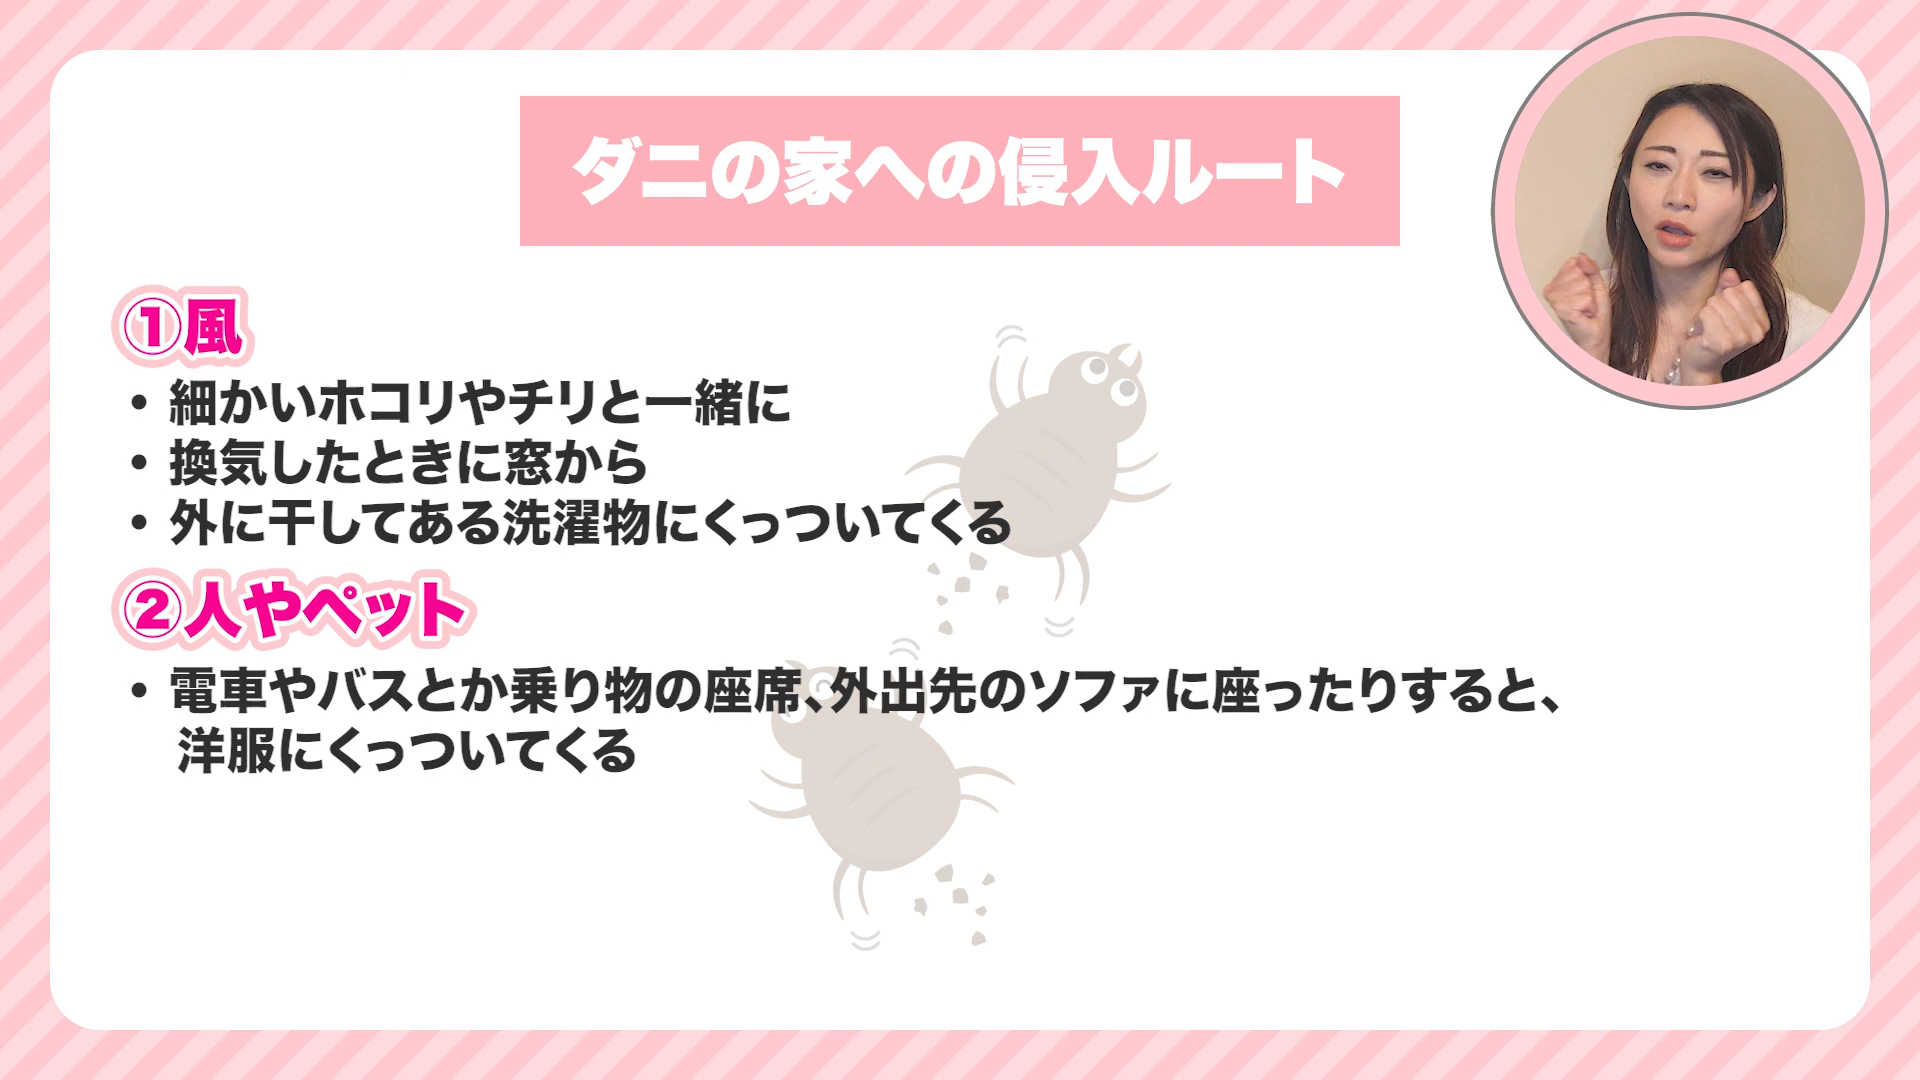 ダニの家への侵入ルート
①風
・細かいホコリやチリと一緒に
・換気したときに窓から
・外に干してある洗濯物にくっついてくる
②人やペット
・電車やバスとか乗り物の座席、外出先のソファに座ったりすると、
洋服にくっついてくる